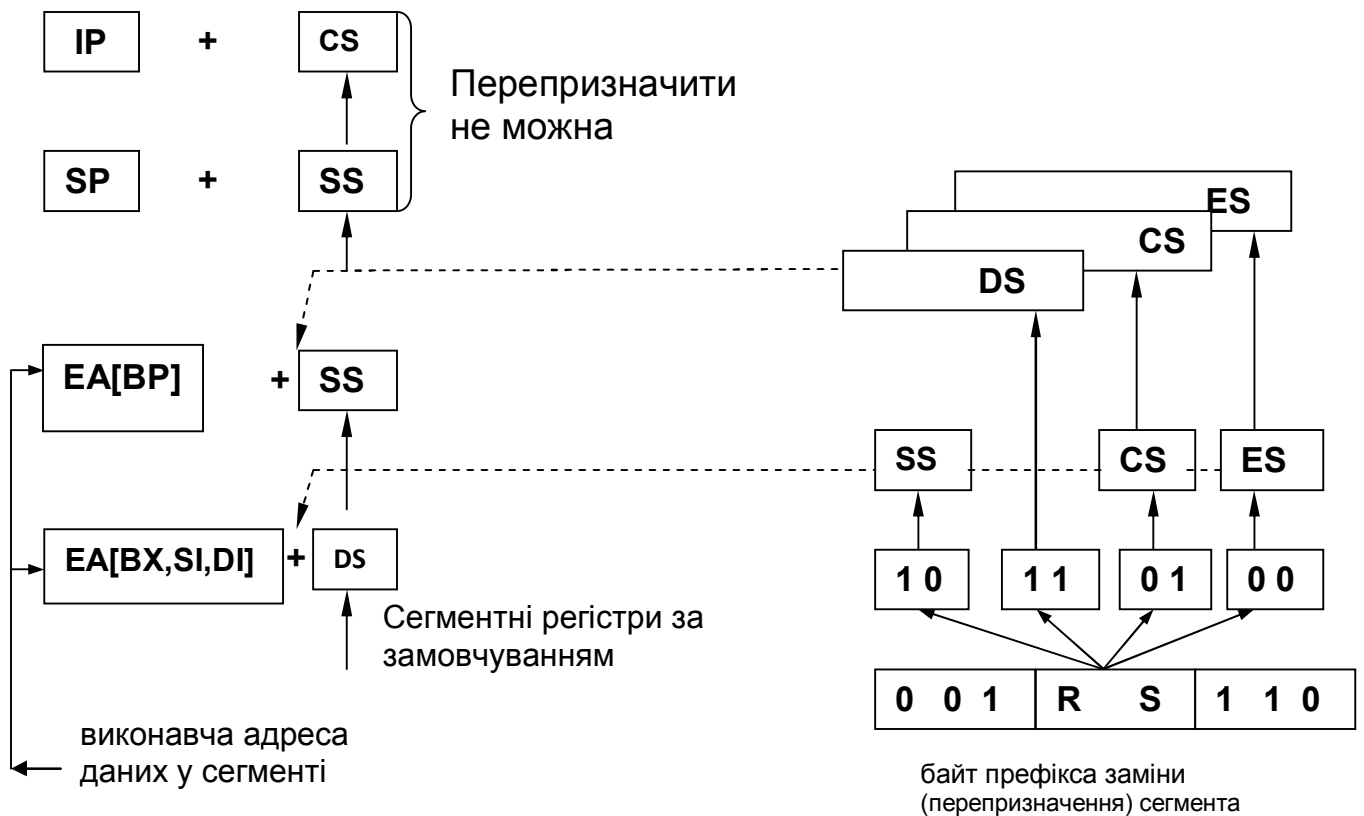 IP + CS
Перепризначити
не можна
SP + SS
ES
CS
DS
EA[BP] + SS
SS CS ES
EA[BX,SI,DI] + DS
1 0 1 1 0 1 0 0
Сегментні регістри за
замовчуванням
0 0 1 R S 1 1 0
виконавча адреса
даних у сегменті
байт префікса заміни
(перепризначення) сегмента